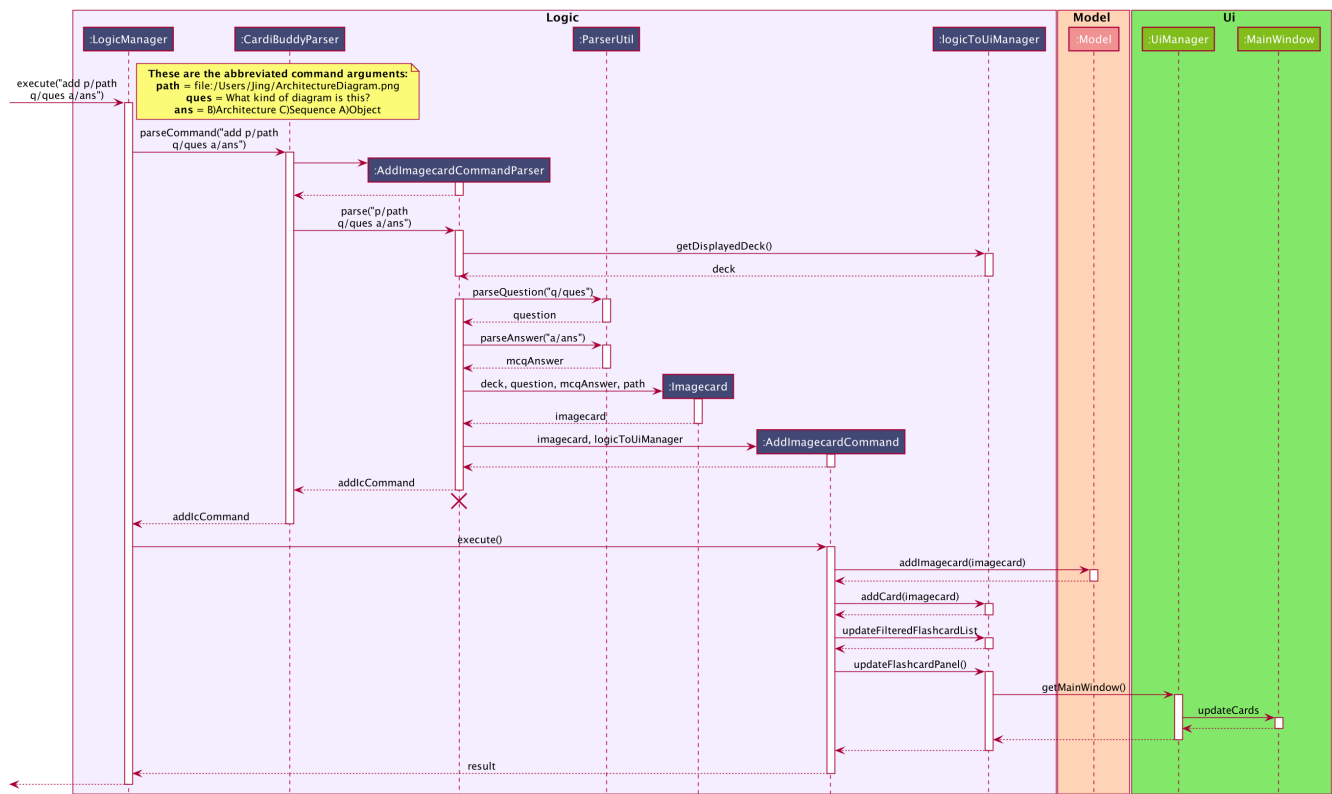 Logic
Model
Ui
:LogicManager
:CardiBuddyParser
:ParserUtil
:logicToUiManager
:Model
:UiManager
:MainWindow
These are the abbreviated command arguments:
path = file:/Users/Jing/ArchitectureDiagram.png
ques = What kind of diagram is this?
ans = B)Architecture C)Sequence A)Object
execute("add p/path
q/ques a/ans")
parseCommand("add p/path
q/ques a/ans")
:AddImagecardCommandParser
parse("p/path
q/ques a/ans")
getDisplayedDeck()
deck
parseQuestion("q/ques")
question
parseAnswer("a/ans")
mcqAnswer
deck, question, mcqAnswer, path
:Imagecard
imagecard
imagecard, logicToUiManager
:AddImagecardCommand
addIcCommand
addIcCommand
execute()
addImagecard(imagecard)
addCard(imagecard)
updateFilteredFlashcardList
updateFlashcardPanel()
getMainWindow()
updateCards
result